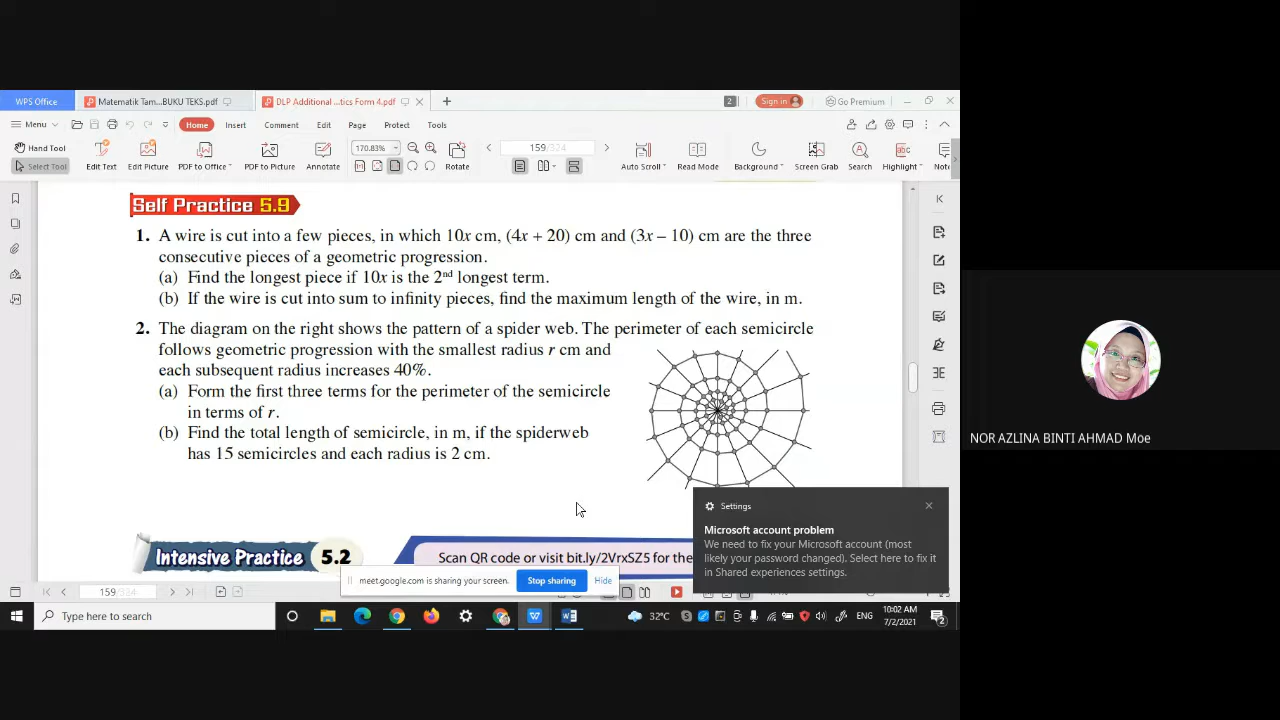 WPS Office
Matematik Tam...BUKU TEKS.pdf
DLP Additional ...tics Form 4.pdf
2
Sign in
Go Premium
Menu
Home
Insert
Comment
Edit
Page
Protect
Tools
Hand Tool
Select Tool
Edit Text
Edit Picture
PDF to Office
PDF to Picture
Annotate
170.83%
Rotate
159/324
Auto Scroll
Read Mode
Background
Screen Grab
Search
Highlight
Note
Self Practice 5.9
1. A wire is cut into a few pieces, in which 10x cm, (4x + 20) cm and (3x – 10) cm are the three
consecutive pieces of a geometric progression.
(a) Find the longest piece if 10x is the 2nd longest term.
(b) If the wire is cut into sum to infinity pieces, find the maximum length of the wire, in m.
2. The diagram on the right shows the pattern of a spider web. The perimeter of each semicircle
follows geometric progression with the smallest radius r cm and
each subsequent radius increases 40%.
(a) Form the first three terms for the perimeter of the semicircle
in terms of r.
(b) Find the total length of semicircle, in m, if the spiderweb
has 15 semicircles and each radius is 2 cm.
Intensive Practice 5.2
Scan QR code or visit bit.ly/2VrxSZ5 for the
Settings
Microsoft account problem
We need to fix your Microsoft account (most
likely your password changed). Select here to fix it
in Shared experiences settings.
meet.google.com is sharing your screen.
Stop sharing
Hide
159/324
Type here to search
32°C
ENG
10:02 AM
7/2/2021
2
NOR AZLINA BINTI AHMAD Moe